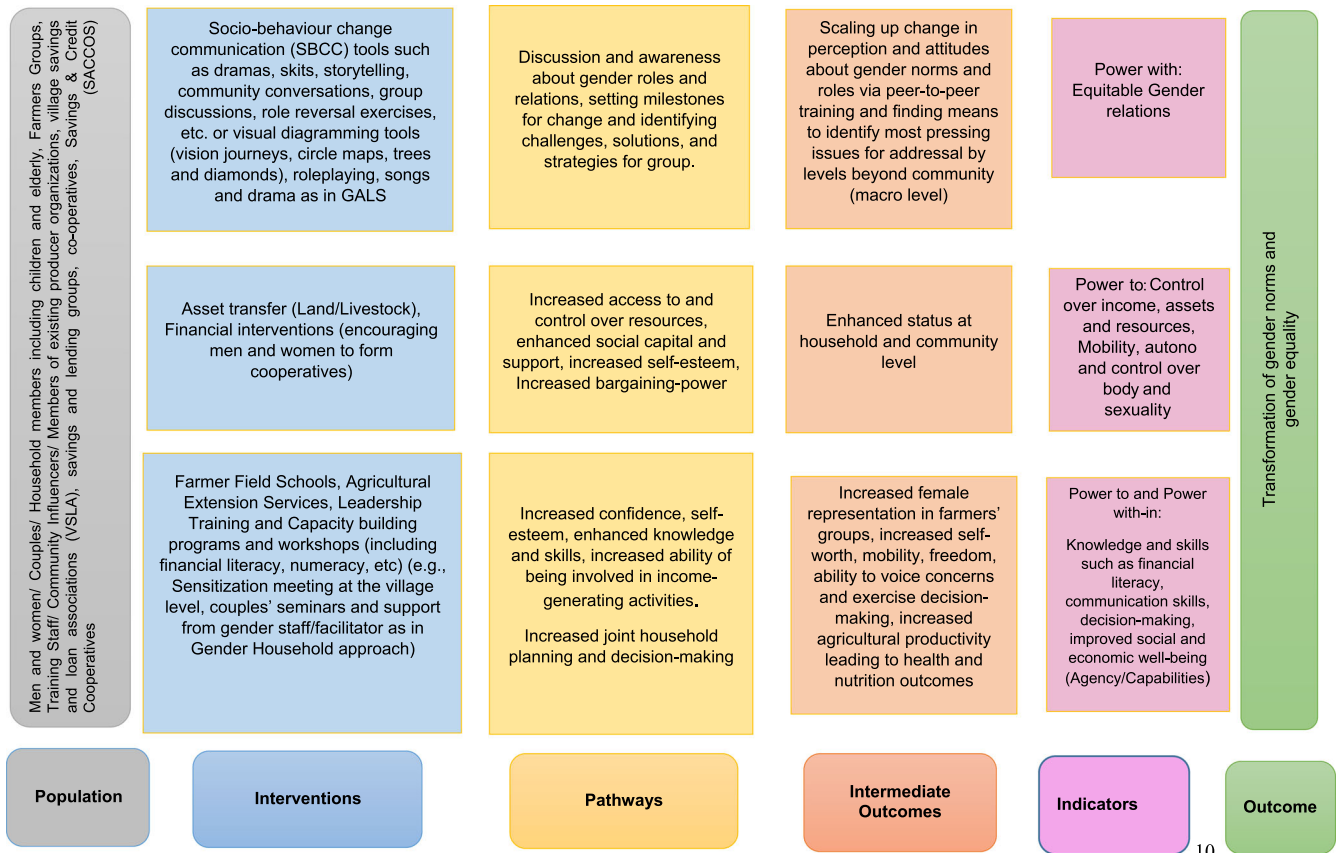 Men and women/ Couples/ Household members including children and elderly, Farmers Groups,
Training Staff/ Community Influencers/ Members of existing producer organizations, village savings
and loan associations (VSLA), savings and lending groups, co-operatives, Savings & Credit
Cooperatives (SACCOS)
Socio-behaviour change
communication (SBCC) tools such
as dramas, skits, storytelling,
community conversations, group
discussions, role reversal exercises,
etc. or visual diagramming tools
(vision journeys, circle maps, trees
and diamonds), roleplaying, songs
and drama as in GALS
Discussion and awareness
about gender roles and
relations, setting milestones
for change and identifying
challenges, solutions, and
strategies for group.
Scaling up change in
perception and attitudes
about gender norms and
roles via peer-to-peer
training and finding means
to identify most pressing
issues for addressal by
levels beyond community
(macro level)
Power with:
Equitable Gender
relations
Asset transfer (Land/Livestock),
Financial interventions (encouraging
men and women to form
cooperatives)
Increased access to and
control over resources,
enhanced social capital and
support, increased self-esteem,
Increased bargaining-power
Enhanced status at
household and community
level
Power to: Control
over income, assets
and resources,
Mobility, autono
and control over
body and
sexuality
Farmer Field Schools, Agricultural
Extension Services, Leadership
Training and Capacity building
programs and workshops (including
financial literacy, numeracy, etc) (e.g.,
Sensitization meeting at the village
level, couples' seminars and support
from gender staff/facilitator as in
Gender Household approach)
Increased confidence, self-
esteem, enhanced knowledge
and skills, increased ability of
being involved in income-
generating activities.
Increased joint household
planning and decision-making
Increased female
representation in farmers'
groups, increased self-
worth, mobility, freedom,
ability to voice concerns
and exercise decision-
making, increased
agricultural productivity
leading to health and
nutrition outcomes
Power to and Power
with-in:
Knowledge and skills
such as financial
literacy,
communication skills,
decision-making,
improved social and
economic well-being
(Agency/Capabilities)
Transformation of gender norms and
gender equality
Population
Interventions
Pathways
Intermediate
Outcomes
Indicators
Outcome
10